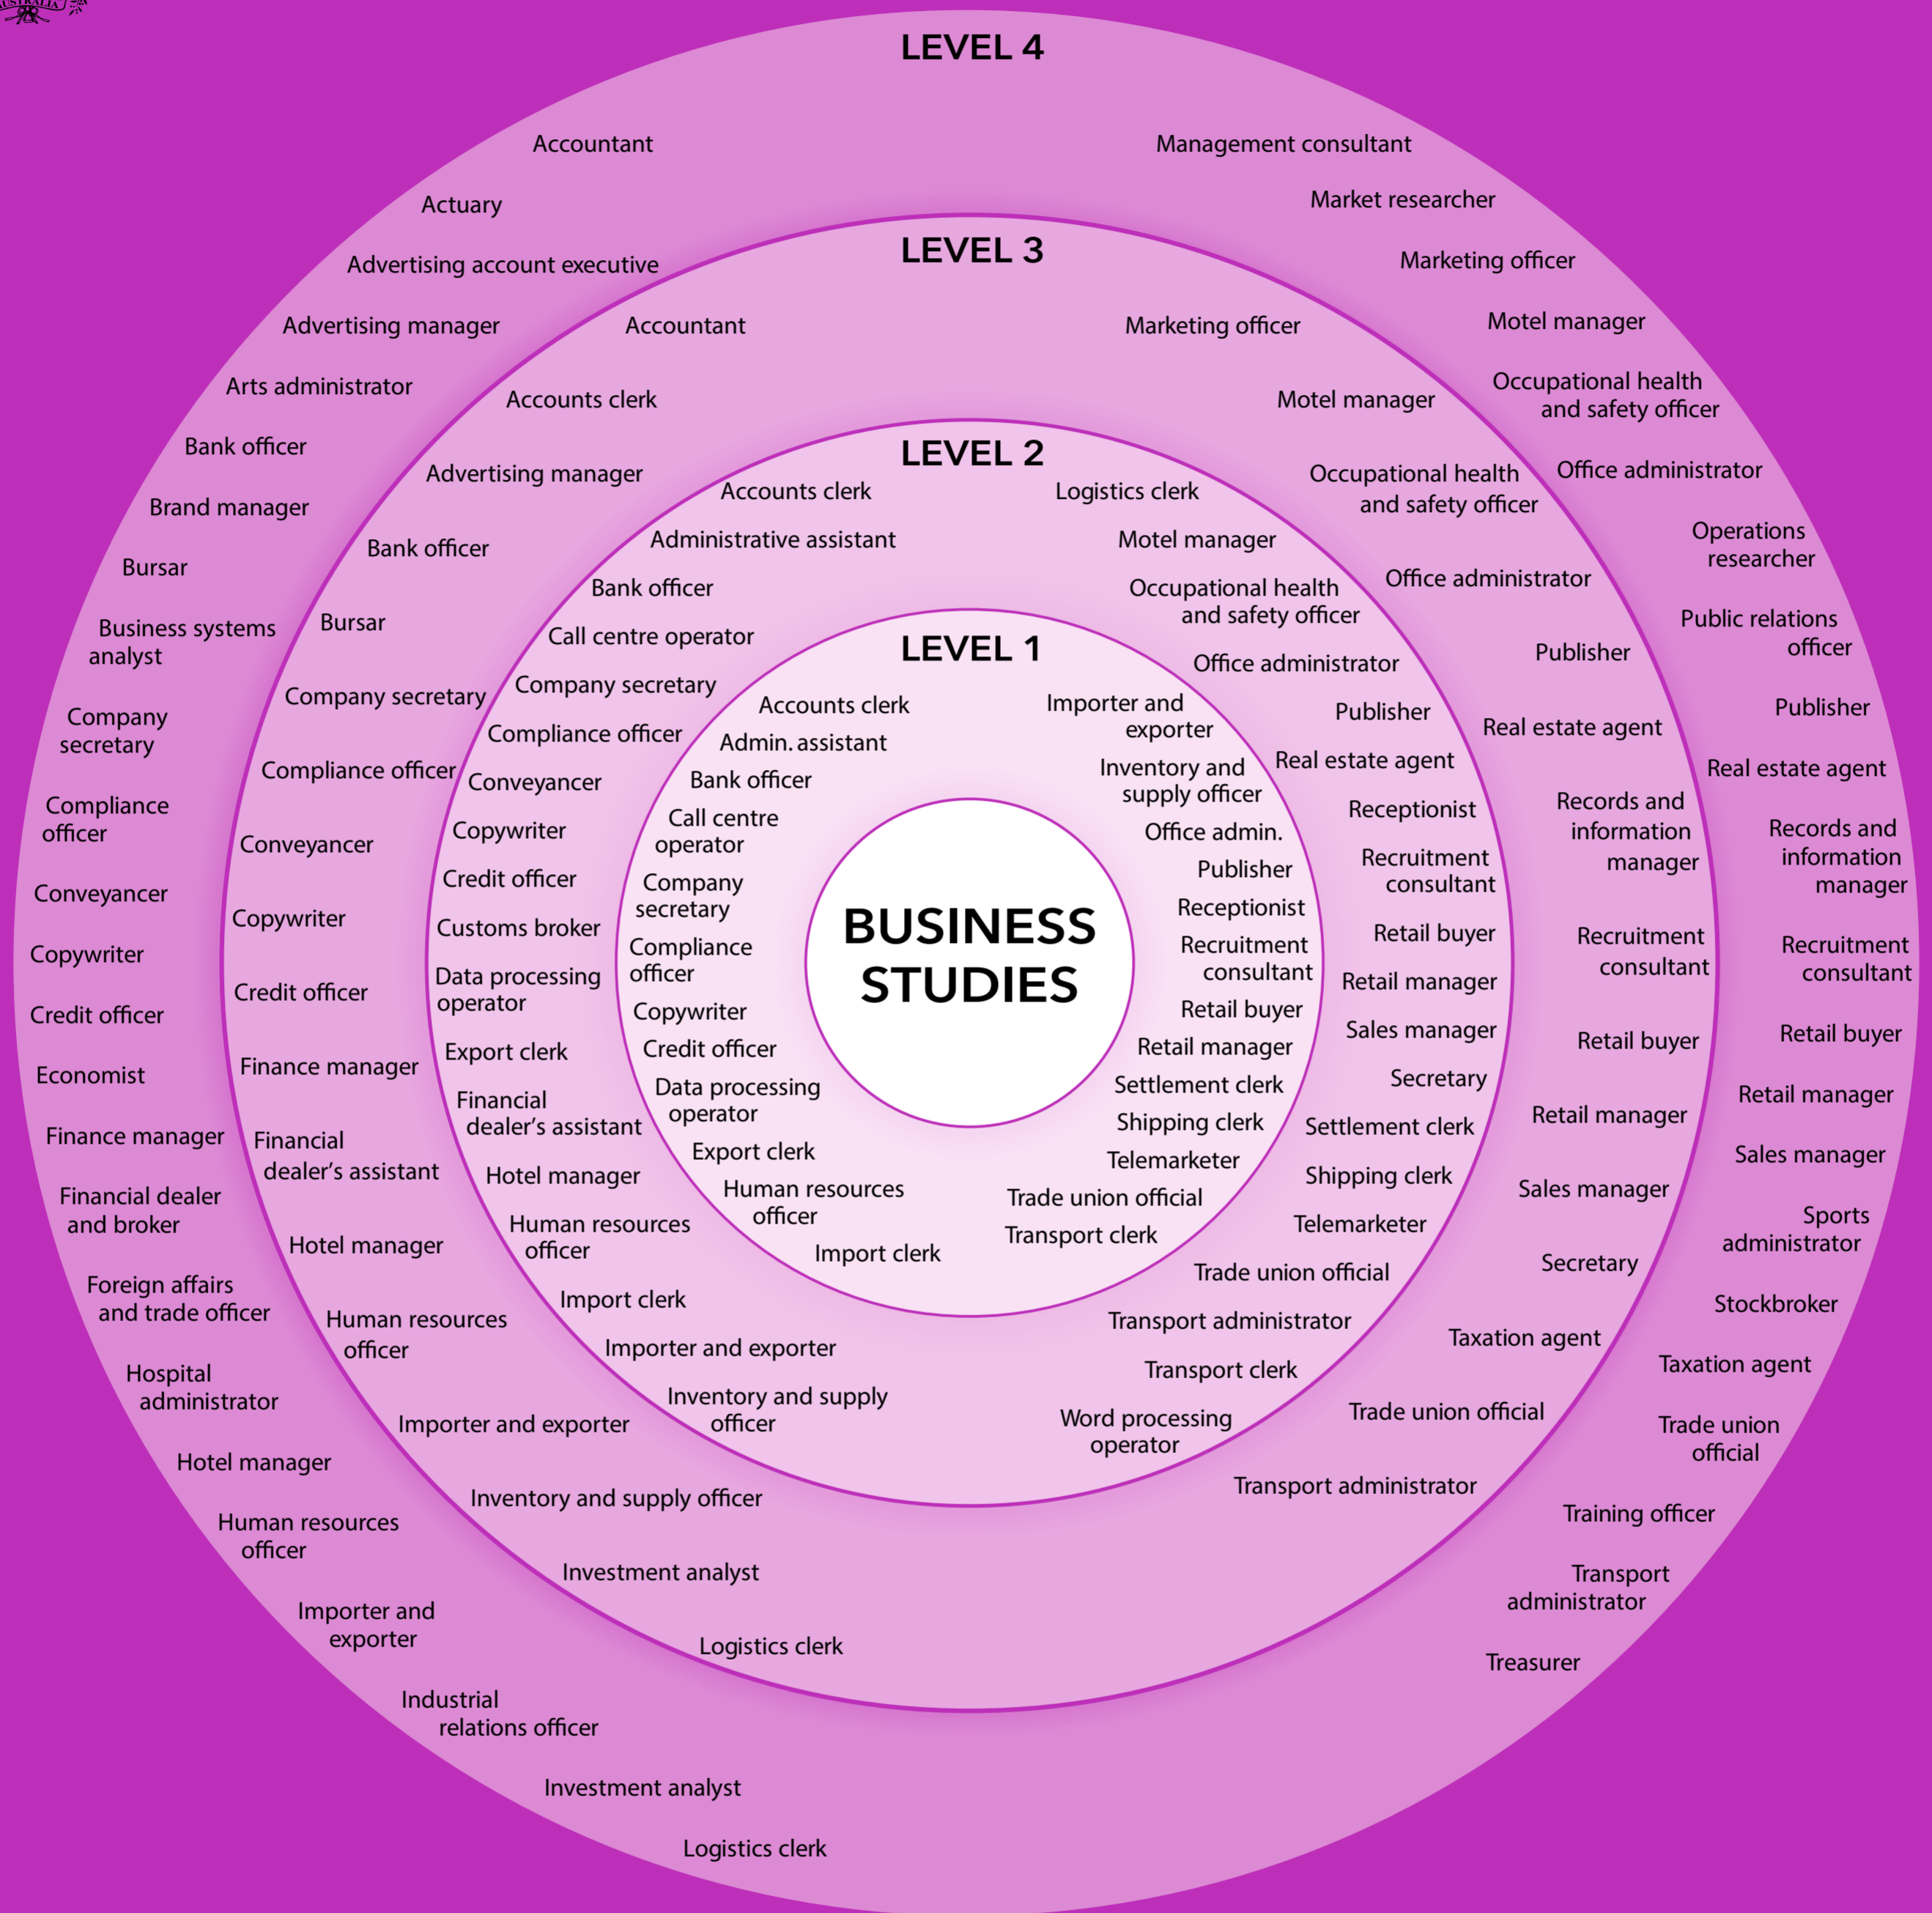 AUSTRALIA
LEVEL 4
Accountant
Actuary
Advertising account executive
Advertising manager
Arts administrator
Bank officer
Brand manager
Bursar
Business systems
analyst
Company
secretary
Compliance
officer
Conveyancer
Copywriter
Credit officer
Economist
Finance manager
Financial dealer
and broker
Foreign affairs
and trade officer
Hospital
administrator
Hotel manager
Human resources
officer
Importer and
exporter
Industrial
relations officer
Investment analyst
Logistics clerk
Management consultant
Market researcher
Marketing officer
Motel manager
Occupational health
and safety officer
Office administrator
Operations
researcher
Public relations
officer
Publisher
Real estate agent
Records and
information
manager
Recruitment
consultant
Retail buyer
Retail manager
Sales manager
Sports
administrator
Stockbroker
Taxation agent
Trade union
official
Training officer
Transport
administrator
Treasurer
LEVEL 3
Accountant
Accounts clerk
Advertising manager
Bank officer
Bursar
Company secretary
Compliance officer
Conveyancer
Copywriter
Credit officer
Finance manager
Financial
dealer's assistant
Hotel manager
Human resources
officer
Importer and exporter
Inventory and supply officer
Investment analyst
Logistics clerk
Marketing officer
Motel manager
Occupational health
and safety officer
Office administrator
Publisher
Real estate agent
Records and
information
manager
Recruitment
consultant
Retail buyer
Retail manager
Sales manager
Secretary
Taxation agent
Trade union official
Transport administrator
LEVEL 2
Accounts clerk
Administrative assistant
Bank officer
Call centre operator
Company secretary
Compliance officer
Conveyancer
Copywriter
Credit officer
Customs broker
Data processing
operator
Export clerk
Financial
dealer's assistant
Hotel manager
Human resources
officer
Import clerk
Importer and exporter
Inventory and supply
officer
Logistics clerk
Motel manager
Occupational health
and safety officer
Office administrator
Publisher
Real estate agent
Receptionist
Recruitment
consultant
Retail buyer
Retail manager
Sales manager
Secretary
Settlement clerk
Shipping clerk
Telemarketer
Trade union official
Transport administrator
Transport clerk
Word processing
operator
LEVEL 1
Accounts clerk
Admin. assistant
Bank officer
Call centre
operator
Company
secretary
Compliance
officer
Copywriter
Credit officer
Data processing
operator
Export clerk
Human resources
officer
Import clerk
Importer and
exporter
Inventory and
supply officer
Office admin.
Publisher
Receptionist
Recruitment
consultant
Retail buyer
Retail manager
Settlement clerk
Shipping clerk
Telemarketer
Trade union official
Transport clerk
BUSINESS
STUDIES